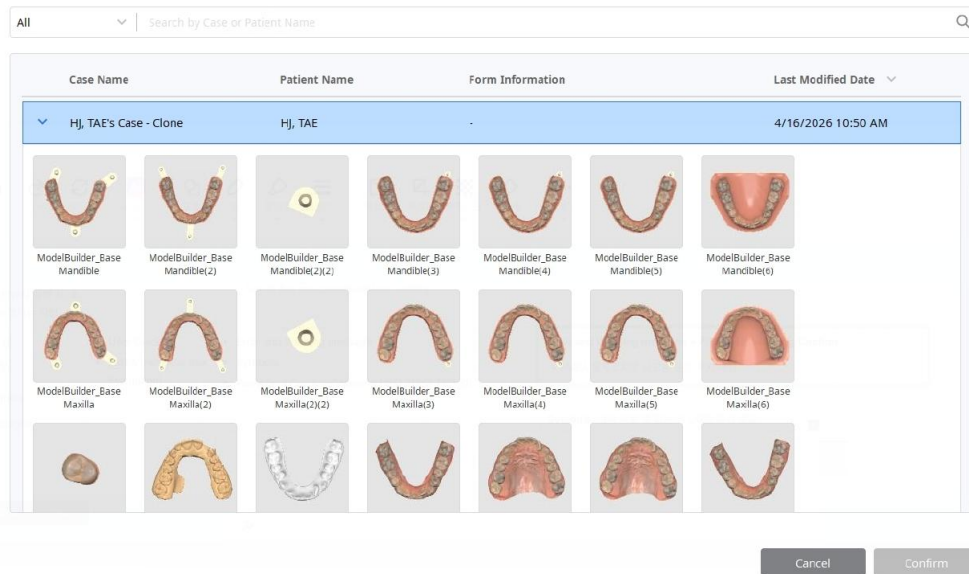 All
Search by Case or Patient Name
Case Name Patient Name Form Information Last Modified Date
HJ, TAE's Case - Clone HJ, TAE - 4/16/2026 10:50 AM
ModelBuilder_Base ModelBuilder_Base ModelBuilder_Base ModelBuilder_Base ModelBuilder_Base ModelBuilder_Base ModelBuilder_Base
Mandible Mandible(2) Mandible(2)(2) Mandible(3) Mandible(4) Mandible(5) Mandible(6)
ModelBuilder_Base ModelBuilder_Base ModelBuilder_Base ModelBuilder_Base ModelBuilder_Base ModelBuilder_Base ModelBuilder_Base
Maxilla Maxilla(2) Maxilla(2)(2) Maxilla(3) Maxilla(4) Maxilla(5) Maxilla(6)
Cancel Confirm